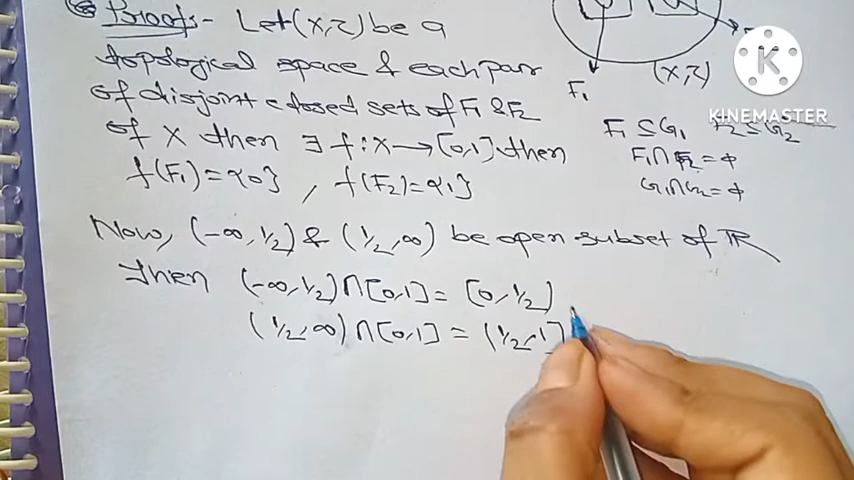 Proofs:- Let (X,τ) be a
topological space & each pair
of disjoint closed sets of F₁ & F₂
of X then ∃ f: X → [0,1] then
f(F₁) = {0} , f(F₂) = {1}
F₁
(X,τ)
K
KINEMASTER
F₁ ⊆ G₁ F₂ ⊆ G₂
F₁ ∩ F₂ = ϕ
G₁ ∩ G₂ = ϕ
Now, (-∞, 1/2) & (1/2, ∞) be open subset of ℝ
Then (-∞, 1/2) ∩ [0,1] = [0, 1/2)
(1/2, ∞) ∩ [0,1] = (1/2, 1]